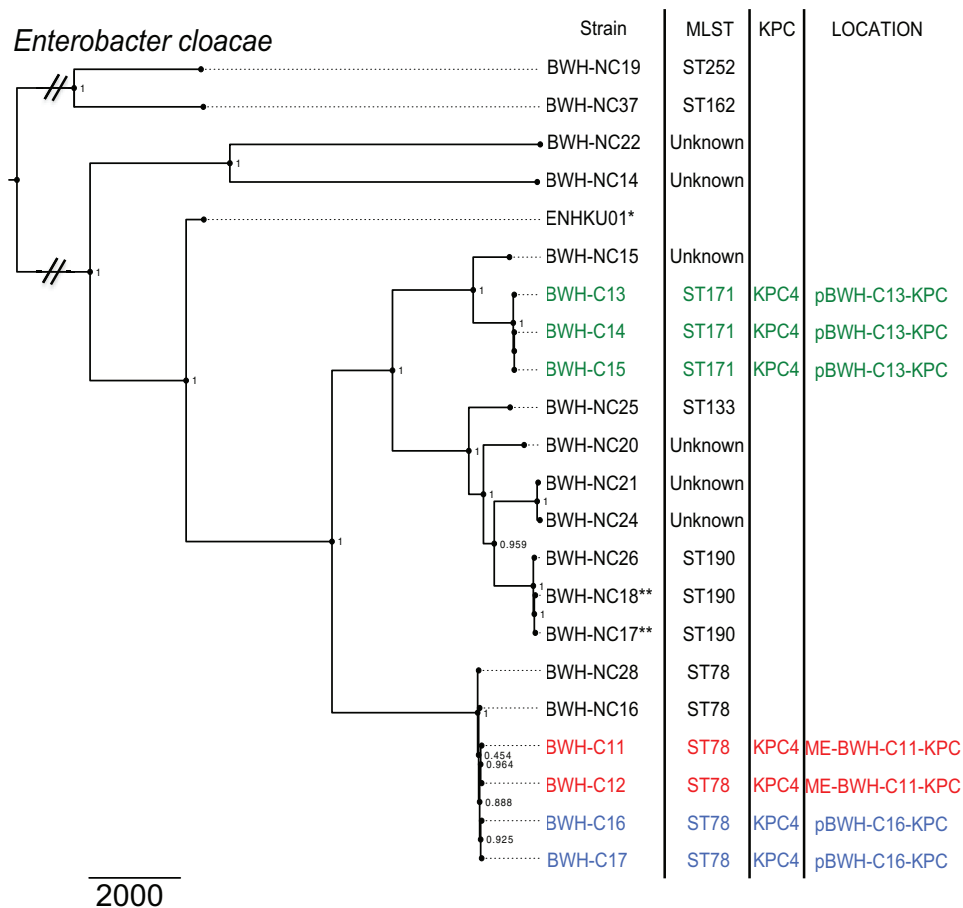 Enterobacter cloacae
Strain MLST KPC LOCATION
BWH-NC19 ST252
1
BWH-NC37 ST162
BWH-NC22 Unknown
1
BWH-NC14 Unknown
ENHKU01*
BWH-NC15 Unknown
1
1
BWH-C13 ST171 KPC4 pBWH-C13-KPC
1
BWH-C14 ST171 KPC4 pBWH-C13-KPC
BWH-C15 ST171 KPC4 pBWH-C13-KPC
1
1
BWH-NC25 ST133
BWH-NC20 Unknown
1
BWH-NC21 Unknown
1
1
BWH-NC24 Unknown
0.959
1
BWH-NC26 ST190
1
BWH-NC18** ST190
1
BWH-NC17** ST190
BWH-NC28 ST78
BWH-NC16 ST78
1
BWH-C11 ST78 KPC4 ME-BWH-C11-KPC
0.454
0.964
BWH-C12 ST78 KPC4 ME-BWH-C11-KPC
0.888
BWH-C16 ST78 KPC4 pBWH-C16-KPC
0.925
BWH-C17 ST78 KPC4 pBWH-C16-KPC
2000